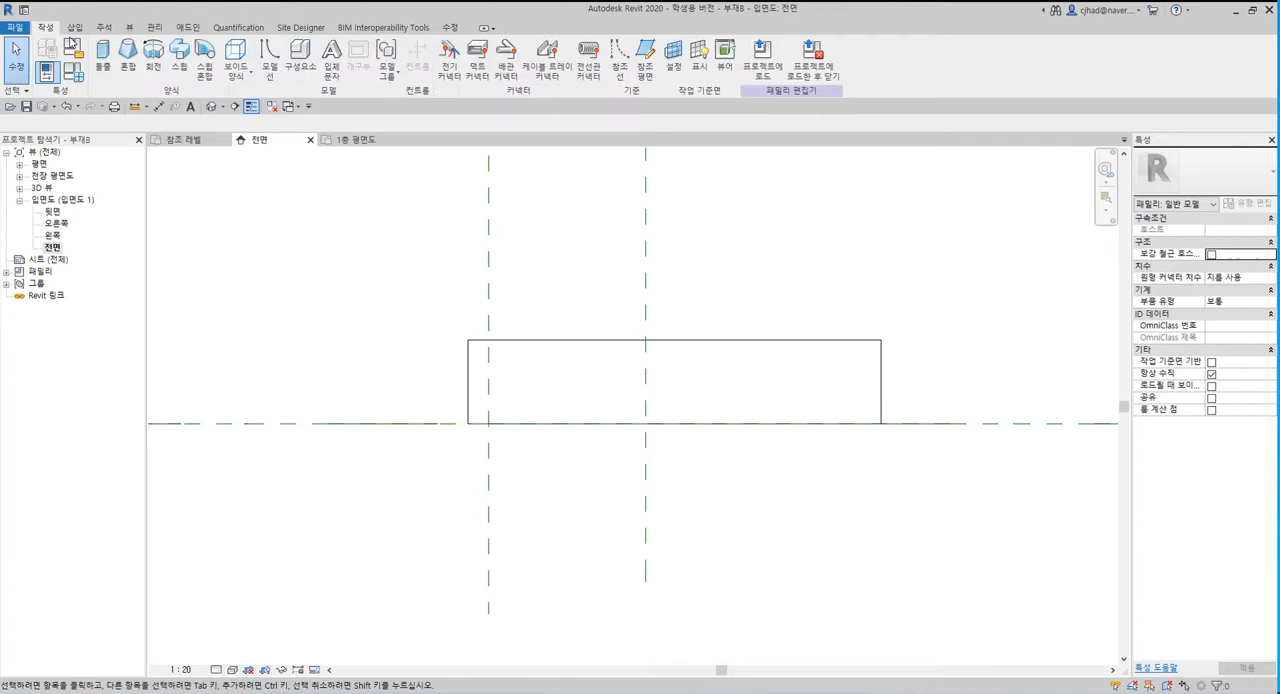 Autodesk Revit 2020 - 학생용 버전 - 부재B - 입면도: 전면
cjhad@naver...
파일 작성 삽입 주석 뷰 관리 애드인 Quantification Site Designer BIM Interoperability Tools 수정
수정 돌출 혼합 회전 스윕 스윕 혼합 보이드 양식 모델 선 구성요소 입체 문자 개구부 모델 그룹 컨트롤 전기 커넥터 덕트 커넥터 배관 커넥터 케이블 트레이 커넥터 전선관 커넥터 참조 선 참조 평면 설정 표시 뷰어 프로젝트에 로드 프로젝트에 로드한 후 닫기
선택 특성 양식 모델 컨트롤 커넥터 기준 작업 기준면 패밀리 편집기
프로젝트 탐색기 - 부재B
참조 레벨 전면 1층 평면도
특성
뷰 (전체)
평면
천장 평면도
3D 뷰
입면도 (입면도 1)
뒷면
오른쪽
왼쪽
전면
시트 (전체)
패밀리
그룹
Revit 링크
R
패밀리: 일반 모델 유형 편집
구속조건
호스트
구조
보강 철근 호스...
치수
원형 커넥터 치수 지름 사용
기계
부품 유형 보통
ID 데이터
OmniClass 번호
OmniClass 제목
기타
작업 기준면 기반
항상 수직
로드될 때 보이...
공유
룸 계산 점
특성 도움말 적용
1 : 20
선택하려면 항목을 클릭하고, 다른 항목을 선택하려면 Tab 키, 추가하려면 Ctrl 키, 선택 취소하려면 Shift 키를 누르십시오.
:0